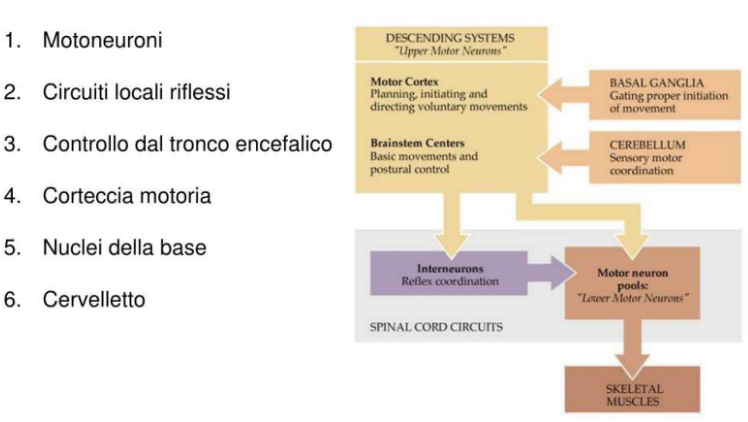 1. Motoneuroni
2. Circuiti locali riflessi
3. Controllo dal tronco encefalico
4. Corteccia motoria
5. Nuclei della base
6. Cervelletto
DESCENDING SYSTEMS
"Upper Motor Neurons"
Motor Cortex
Planning, initiating and
directing voluntary movements
Brainstem Centers
Basic movements and
postural control
BASAL GANGLIA
Gating proper initiation
of movement
CEREBELLUM
Sensory motor
coordination
Interneurons
Reflex coordination
Motor neuron
pools:
"Lower Motor Neurons"
SPINAL CORD CIRCUITS
SKELETAL
MUSCLES